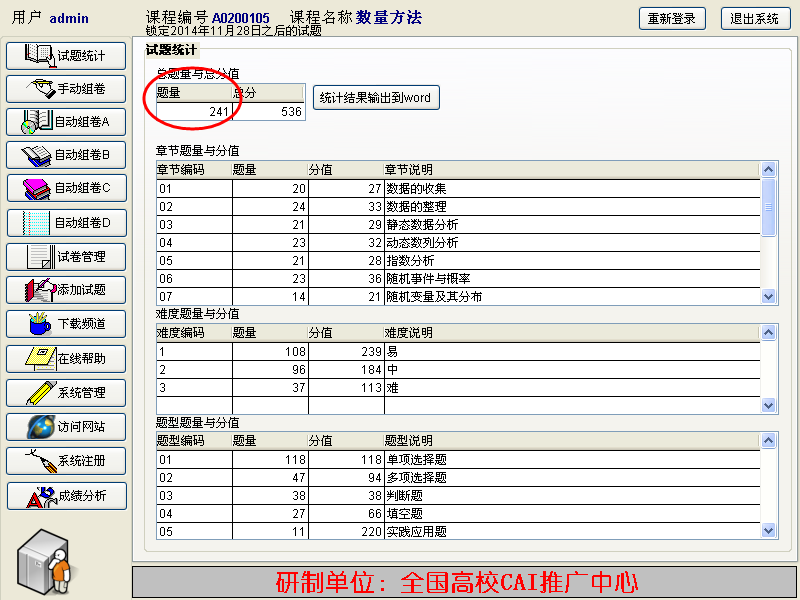 用户 admin 课程编号 A0200105 课程名称 数量方法
锁定2014年11月28日之后的试题
重新登录 退出系统
试题统计
手动组卷
自动组卷A
自动组卷B
自动组卷C
自动组卷D
试卷管理
添加试题
下载频道
在线帮助
系统管理
访问网站
系统注册
成绩分析
试题统计
总题量与总分值
题量 总分
241 536
统计结果输出到word
章节题量与分值
章节编码 题量 分值 章节说明
01 20 27 数据的收集
02 24 33 数据的整理
03 21 29 静态数据分析
04 23 32 动态数列分析
05 21 28 指数分析
06 23 36 随机事件与概率
07 14 21 随机变量及其分布
难度题量与分值
难度编码 题量 分值 难度说明
1 108 239 易
2 96 184 中
3 37 113 难
题型题量与分值
题型编码 题量 分值 题型说明
01 118 118 单项选择题
02 47 94 多项选择题
03 38 38 判断题
04 27 66 填空题
05 11 220 实践应用题
研制单位：全国高校CAI推广中心